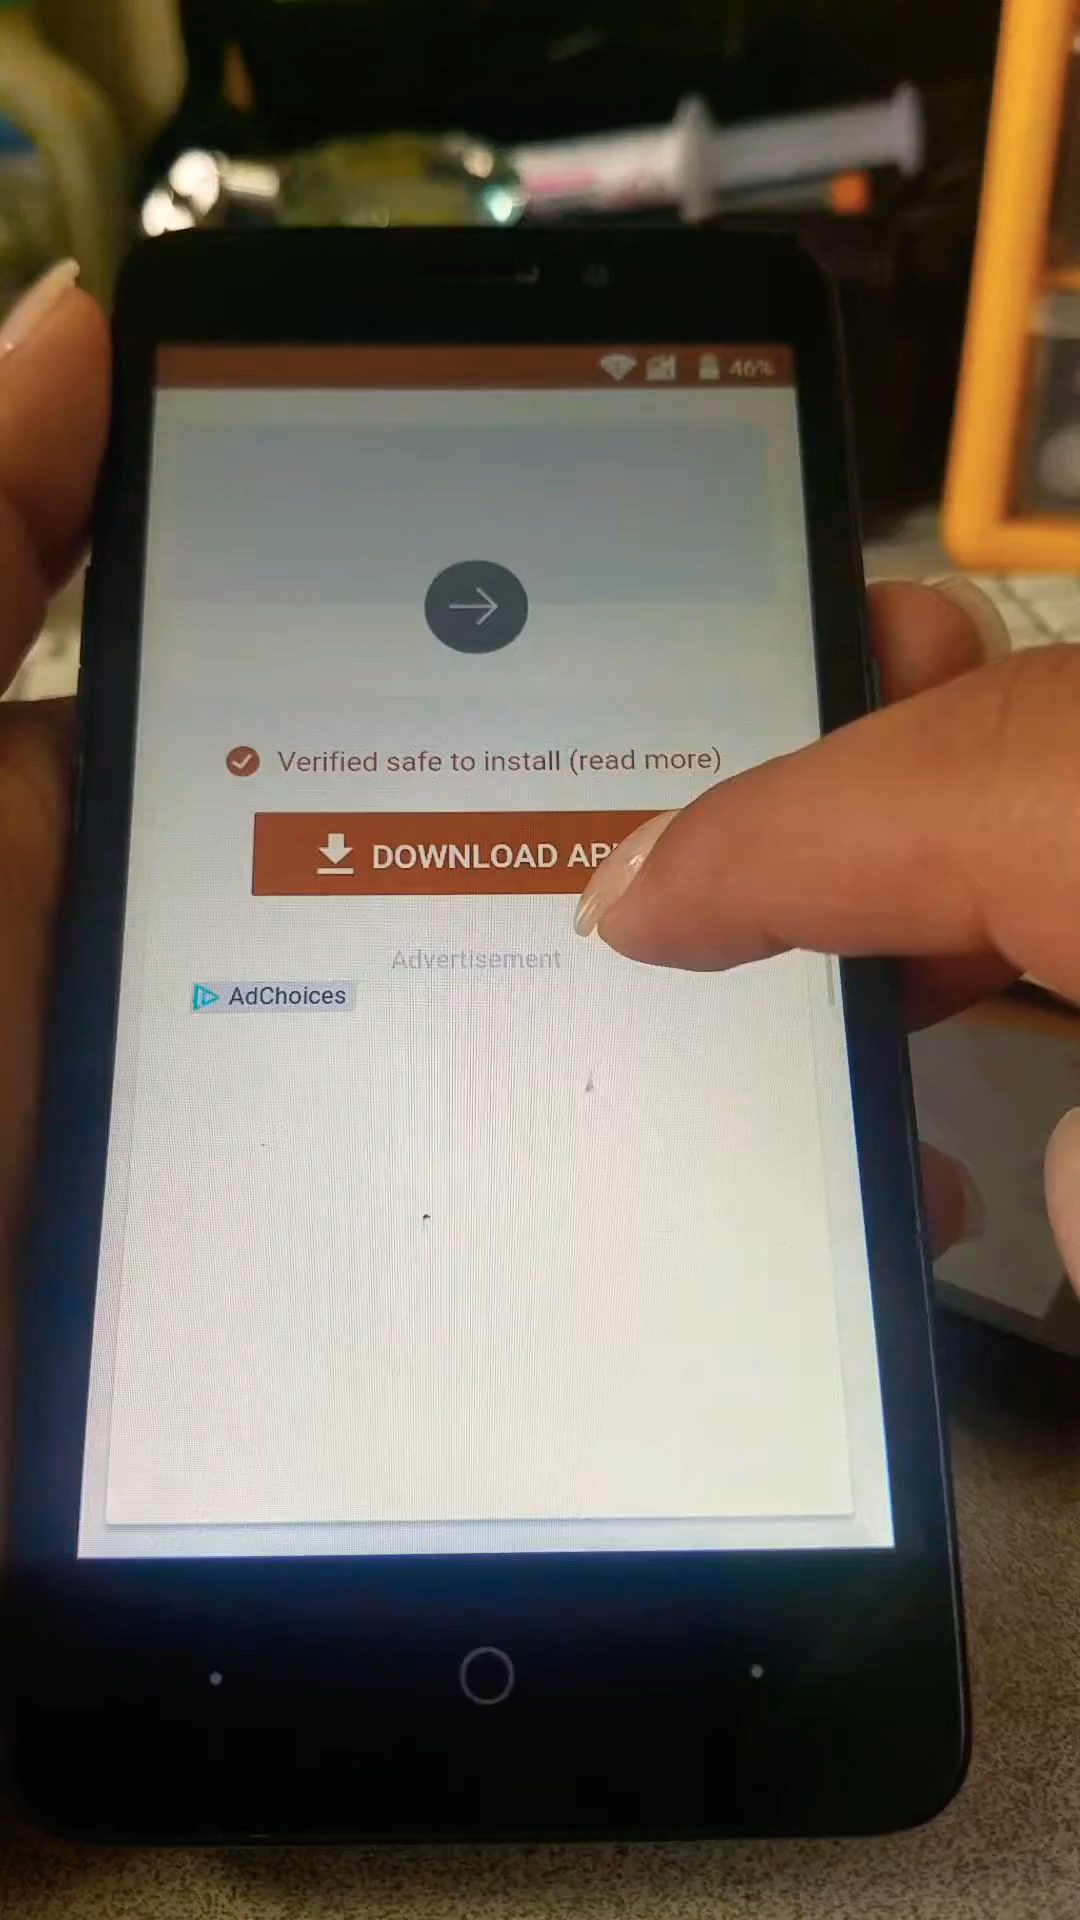 46%
Verified safe to install (read more)
DOWNLOAD AP
Advertisement
AdChoices